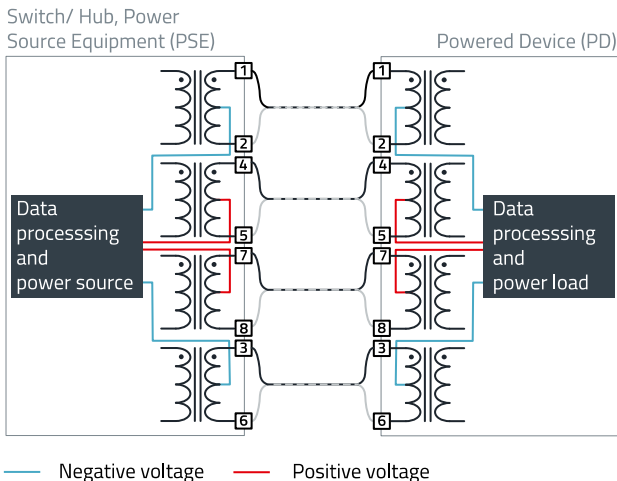 Switch/ Hub, Power
Source Equipment (PSE)
Powered Device (PD)
1
1
2
2
4
4
Data
processsing
and
power source
Data
processsing
and
power load
5
5
7
7
8
8
3
3
6
6
Negative voltage
Positive voltage